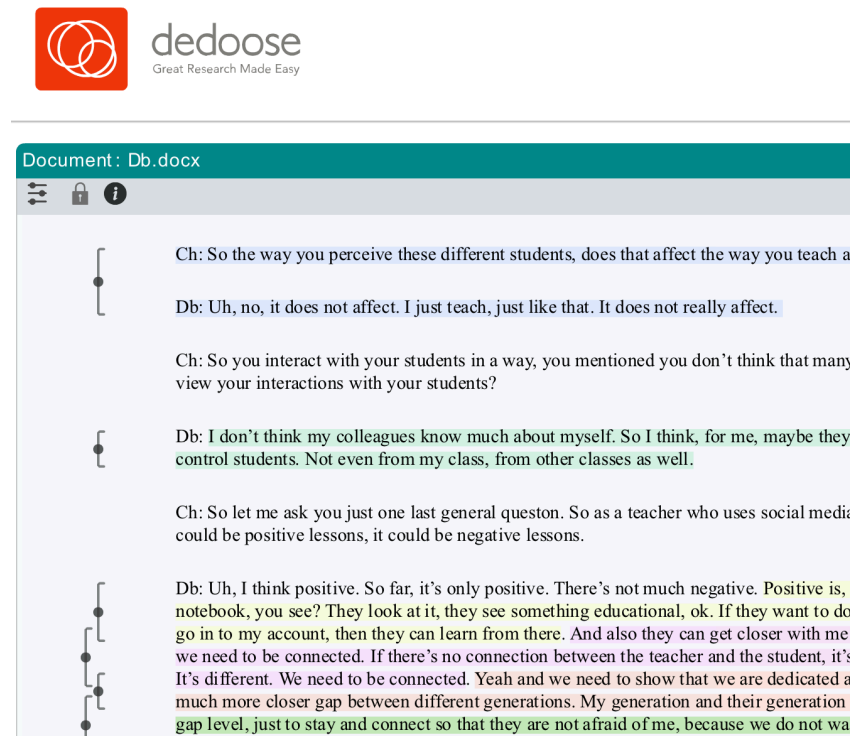 dedoose
Great Research Made Easy
Document: Db.docx
Ch: So the way you perceive these different students, does that affect the way you teach a
Db: Uh, no, it does not affect. I just teach, just like that. It does not really affect.
Ch: So you interact with your students in a way, you mentioned you don’t think that many
view your interactions with your students?
Db: I don’t think my colleagues know much about myself. So I think, for me, maybe they
control students. Not even from my class, from other classes as well.
Ch: So let me ask you just one last general queston. So as a teacher who uses social media
could be positive lessons, it could be negative lessons.
Db: Uh, I think positive. So far, it’s only positive. There’s not much negative. Positive is,
notebook, you see? They look at it, they see something educational, ok. If they want to do
go in to my account, then they can learn from there. And also they can get closer with me
we need to be connected. If there’s no connection between the teacher and the student, it’s
It’s different. We need to be connected. Yeah and we need to show that we are dedicated a
much more closer gap between different generations. My generation and their generation
gap level, just to stay and connect so that they are not afraid of me, because we do not wa